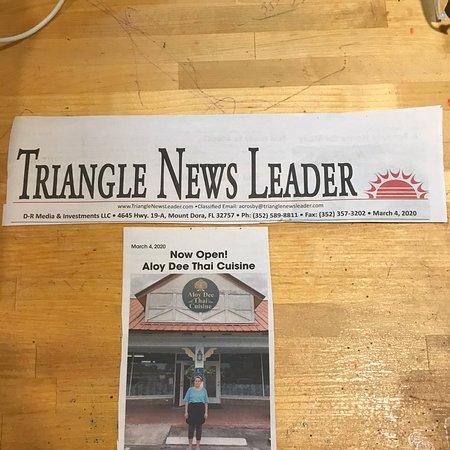 TRIANGLE NEWS LEADER
www.TriangleNewsLeader.com •Classified Email: acrosby@trianglenewsleader.com
D-R Media & Investments LLC • 4645 Hwy. 19-A, Mount Dora, FL 32757 • Ph: (352) 589-8811 • Fax: (352) 357-3202 • March 4, 2020
March 4, 2020
Now Open!
Aloy Dee Thai Cuisine
Aloy Dee
Thai
Cuisine